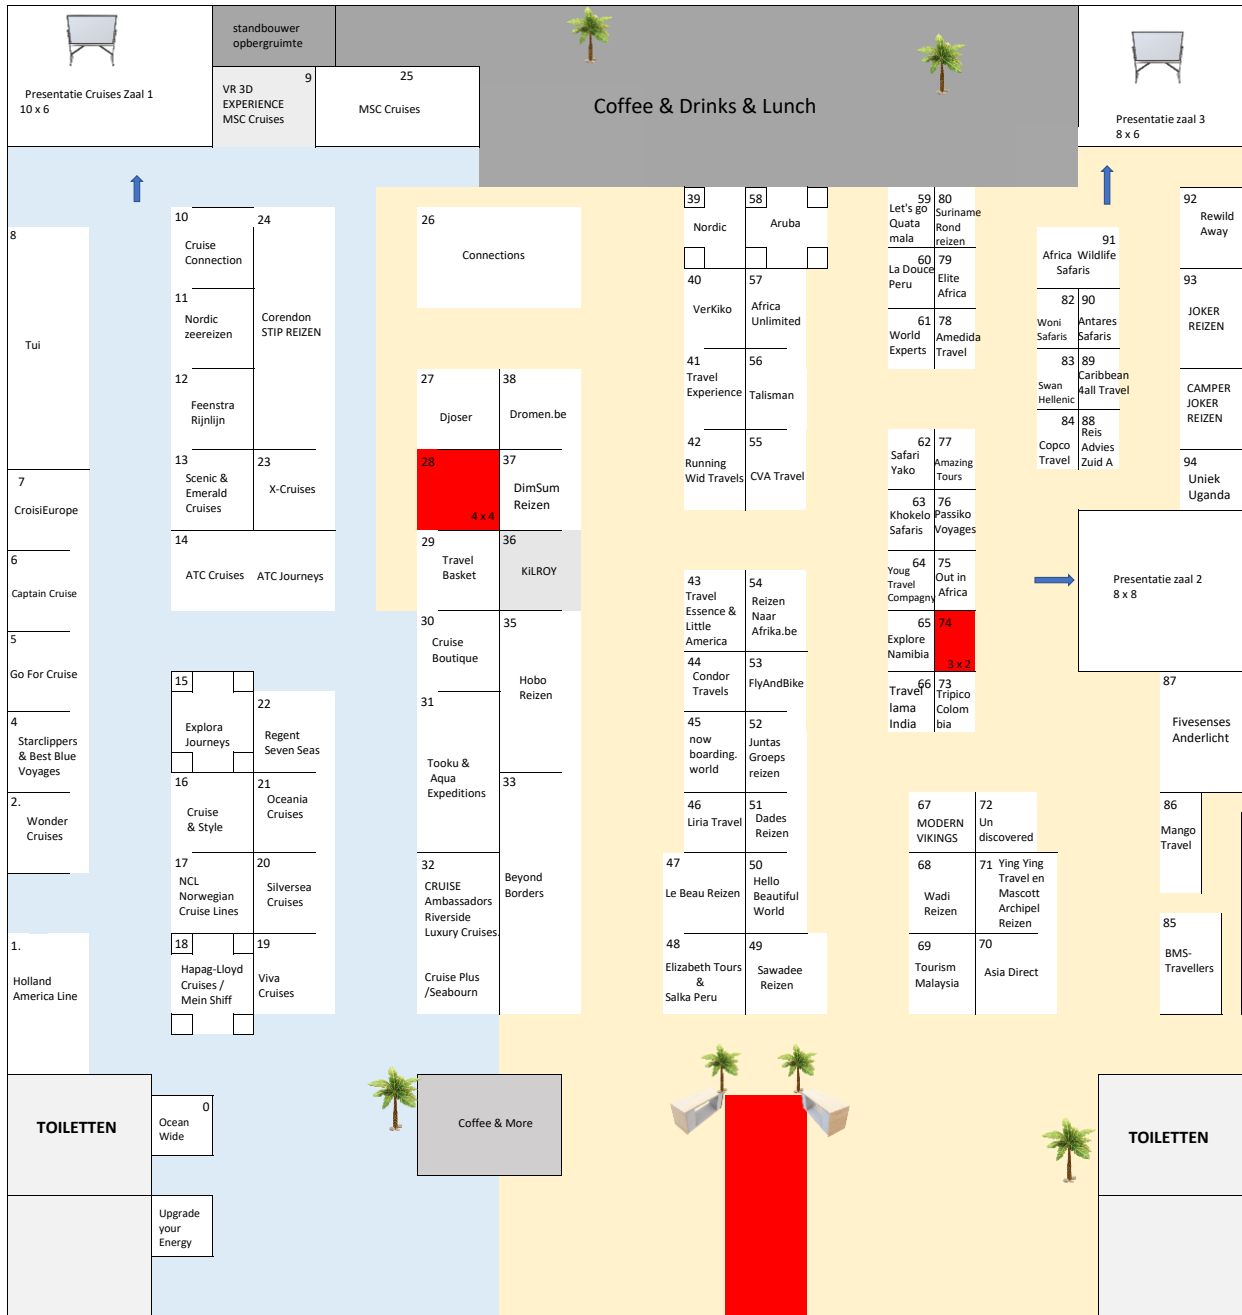 standbouwer
opbergruimte
Presentatie Cruises Zaal 1
10 x 6
9
VR 3D
EXPERIENCE
MSC Cruises
25
MSC Cruises
Coffee & Drinks & Lunch
Presentatie zaal 3
8 x 6
8
Tui
7
CroisiEurope
6
Captain Cruise
5
Go For Cruise
4
Starclippers
& Best Blue
Voyages
2.
Wonder
Cruises
1.
Holland
America Line
10
Cruise
Connection
11
Nordic
zeereizen
12
Feenstra
Rijnlijn
13
Scenic &
Emerald
Cruises
24
Corendon
STIP REIZEN
23
X-Cruises
14
ATC Cruises ATC Journeys
15
Explora
Journeys
22
Regent
Seven Seas
16
Cruise
& Style
21
Oceania
Cruises
17
NCL
Norwegian
Cruise Lines
20
Silversea
Cruises
18
Hapag-Lloyd
Cruises /
Mein Shiff
19
Viva
Cruises
26
Connections
27
Djoser
38
Dromen.be
28
4 x 4
37
DimSum
Reizen
29
Travel
Basket
36
KiLROY
30
Cruise
Boutique
35
Hobo
Reizen
31
Tooku &
Aqua
Expeditions
33
Beyond
Borders
32
CRUISE
Ambassadors
Riverside
Luxury Cruises.
Cruise Plus
/Seabourn
39
Nordic
58
Aruba
40
VerKiko
57
Africa
Unlimited
41
Travel
Experience
56
Talisman
42
Running
Wid Travels
55
CVA Travel
43
Travel
Essence &
Little
America
54
Reizen
Naar
Afrika.be
44
Condor
Travels
53
FlyAndBike
45
now
boarding.
world
52
Juntas
Groeps
reizen
46
Liria Travel
51
Dades
Reizen
47
Le Beau Reizen
50
Hello
Beautiful
World
48
Elizabeth Tours
&
Salka Peru
49
Sawadee
Reizen
59
Let's go
Quata
mala
80
Suriname
Rond
reizen
60
La Douce
Peru
79
Elite
Africa
61
World
Experts
78
Amedida
Travel
62
Safari
Yako
77
Amazing
Tours
63
Khokelo
Safaris
76
Passiko
Voyages
64
Youg
Travel
Compagny
75
Out in
Africa
65
Explore
Namibia
74
3 x 2
66
Travel
lama
India
73
Tripico
Colom
bia
67
MODERN
VIKINGS
72
Un
discovered
68
Wadi
Reizen
71
Ying Ying
Travel en
Mascott
Archipel
Reizen
69
Tourism
Malaysia
70
Asia Direct
91
Africa Wildlife
Safaris
82
Woni
Safaris
90
Antares
Safaris
83
Swan
Hellenic
89
Caribbean
4all Travel
84
Copco
Travel
88
Reis
Advies
Zuid A
92
Rewild
Away
93
JOKER
REIZEN
CAMPER
JOKER
REIZEN
94
Uniek
Uganda
Presentatie zaal 2
8 x 8
87
Fivesenses
Anderlicht
86
Mango
Travel
85
BMS-
Travellers
TOILETTEN
0
Ocean
Wide
Upgrade
your
Energy
Coffee & More
TOILETTEN